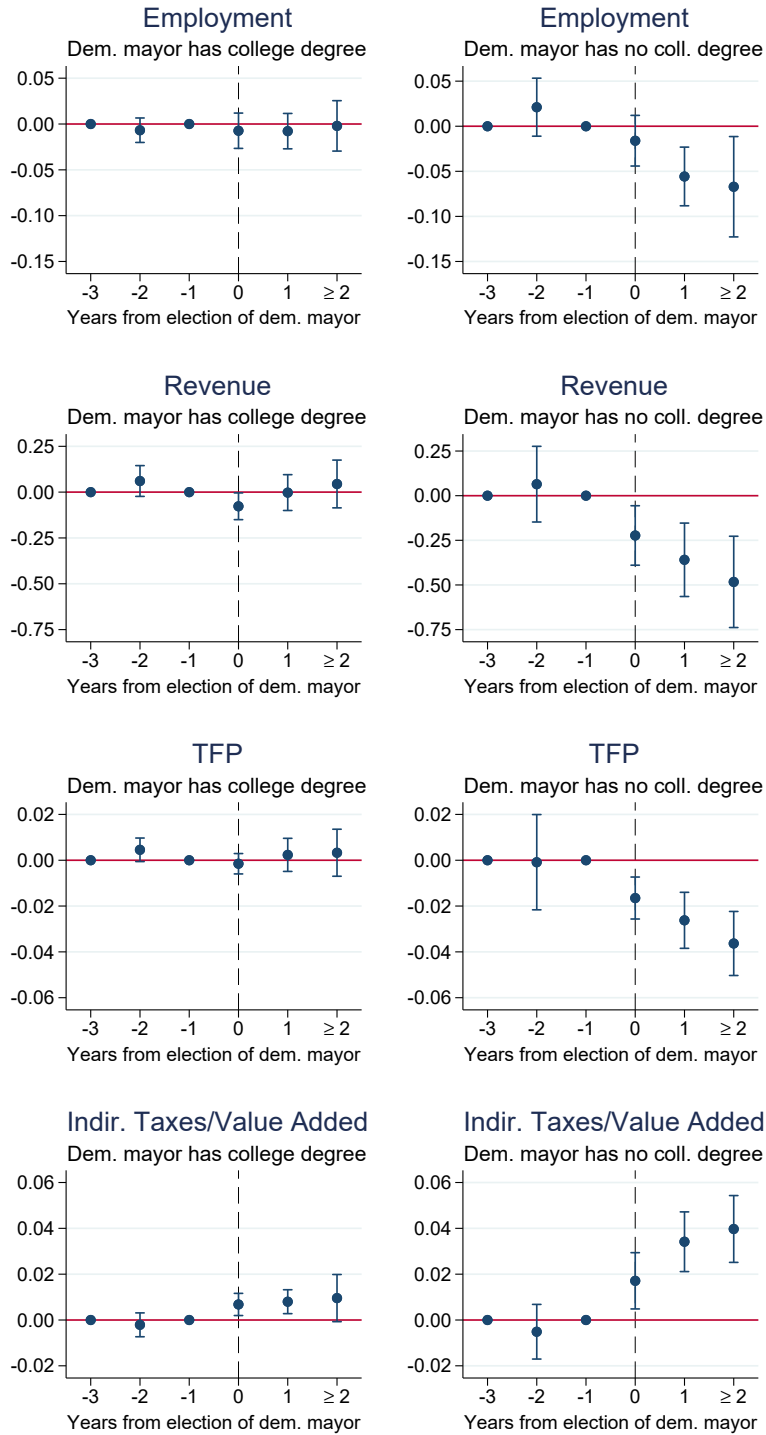 Employment
Dem. mayor has college degree
0.05
0.00
-0.05
-0.10
-0.15
-3 -2 -1 0 1 ≥ 2
Years from election of dem. mayor
Employment
Dem. mayor has no coll. degree
0.05
0.00
-0.05
-0.10
-0.15
-3 -2 -1 0 1 ≥ 2
Years from election of dem. mayor
Revenue
Dem. mayor has college degree
0.25
0.00
-0.25
-0.50
-0.75
-3 -2 -1 0 1 ≥ 2
Years from election of dem. mayor
Revenue
Dem. mayor has no coll. degree
0.25
0.00
-0.25
-0.50
-0.75
-3 -2 -1 0 1 ≥ 2
Years from election of dem. mayor
TFP
Dem. mayor has college degree
0.02
0.00
-0.02
-0.04
-0.06
-3 -2 -1 0 1 ≥ 2
Years from election of dem. mayor
TFP
Dem. mayor has no coll. degree
0.02
0.00
-0.02
-0.04
-0.06
-3 -2 -1 0 1 ≥ 2
Years from election of dem. mayor
Indir. Taxes/Value Added
Dem. mayor has college degree
0.06
0.04
0.02
0.00
-0.02
-3 -2 -1 0 1 ≥ 2
Years from election of dem. mayor
Indir. Taxes/Value Added
Dem. mayor has no coll. degree
0.06
0.04
0.02
0.00
-0.02
-3 -2 -1 0 1 ≥ 2
Years from election of dem. mayor